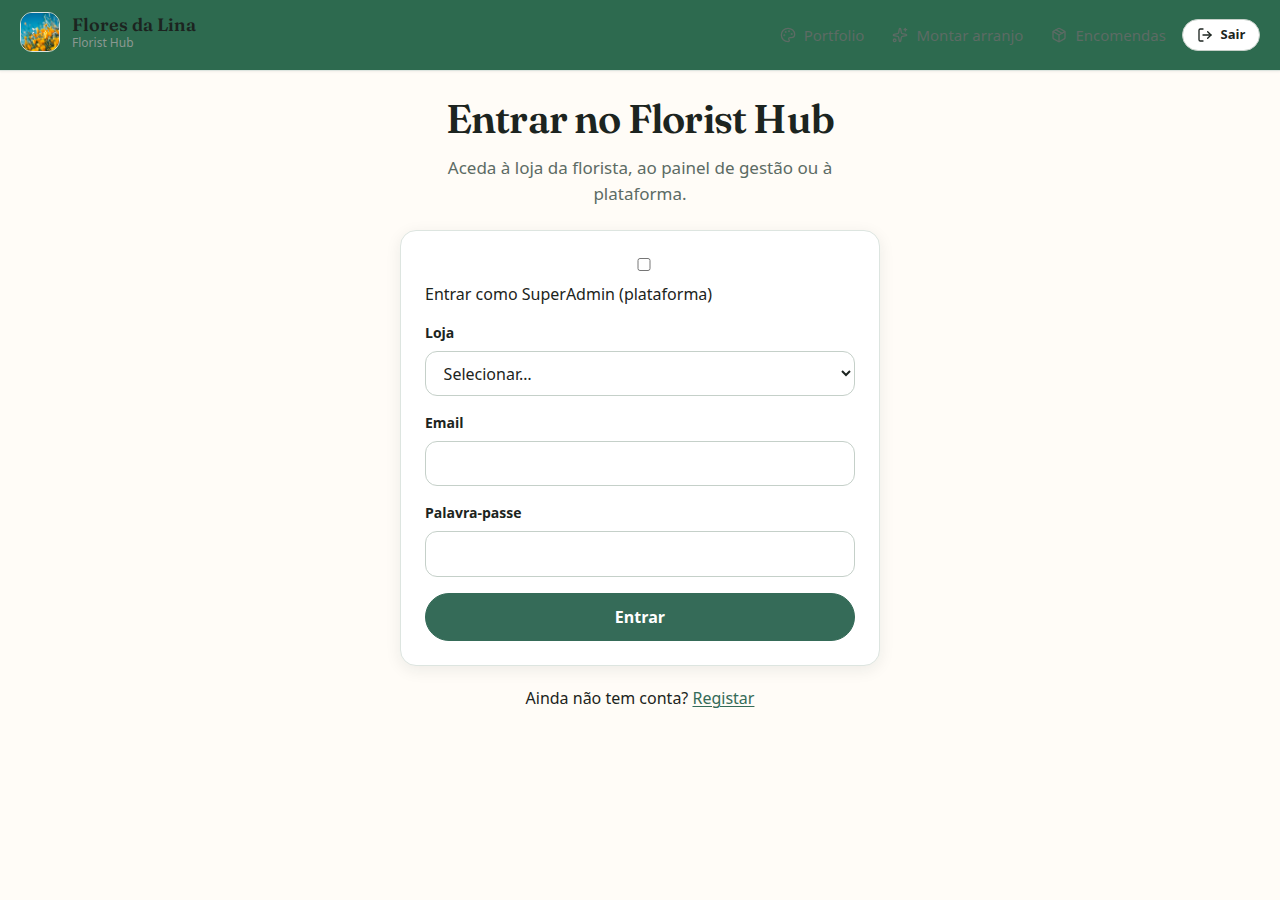 Flores da Lina
Florist Hub
Portfolio
Montar arranjo
Encomendas
Sair
Entrar no Florist Hub
Aceda à loja da florista, ao painel de gestão ou à
plataforma.
Entrar como SuperAdmin (plataforma)
Loja
Selecionar...
Email
Palavra-passe
Entrar
Ainda não tem conta? Registar